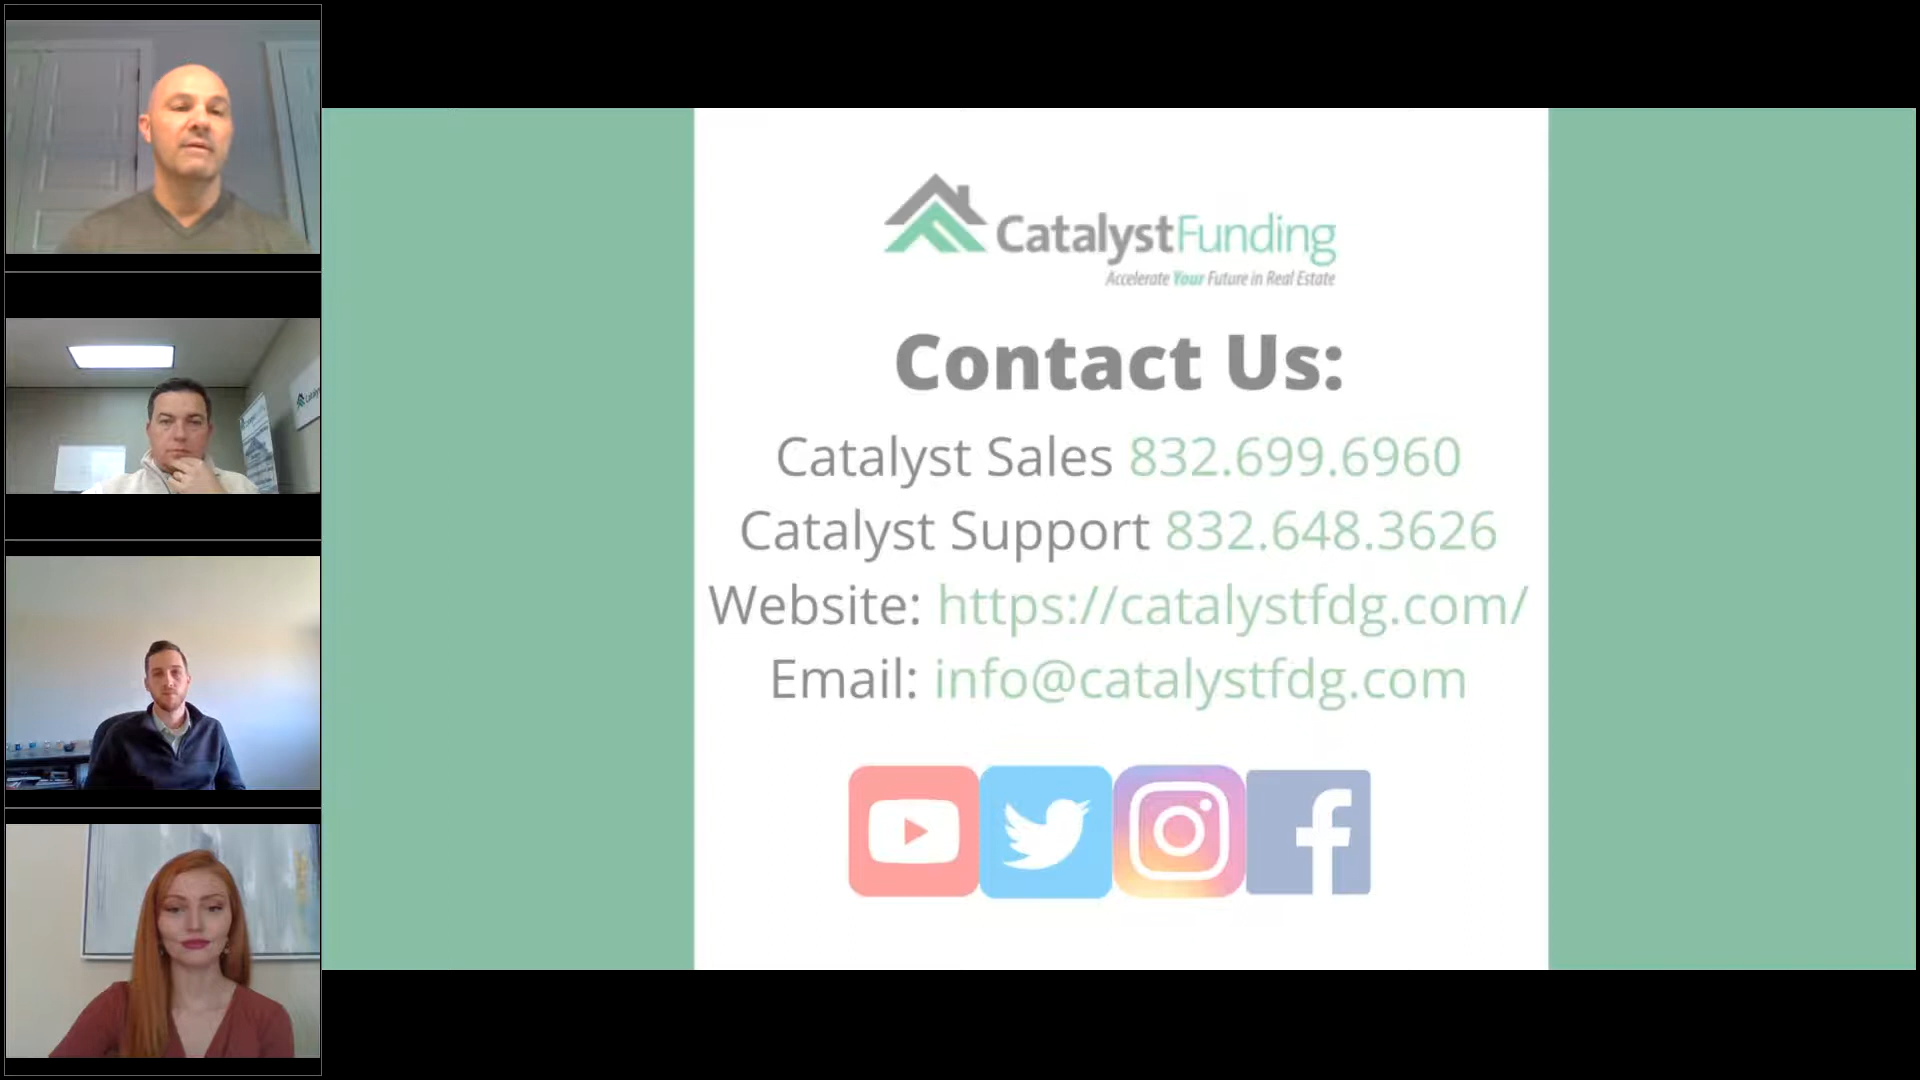 CatalystFunding
Accelerate Your Future in Real Estate
Contact Us:
Catalyst Sales 832.699.6960
Catalyst Support 832.648.3626
Website: https://catalystfdg.com/
Email: info@catalystfdg.com